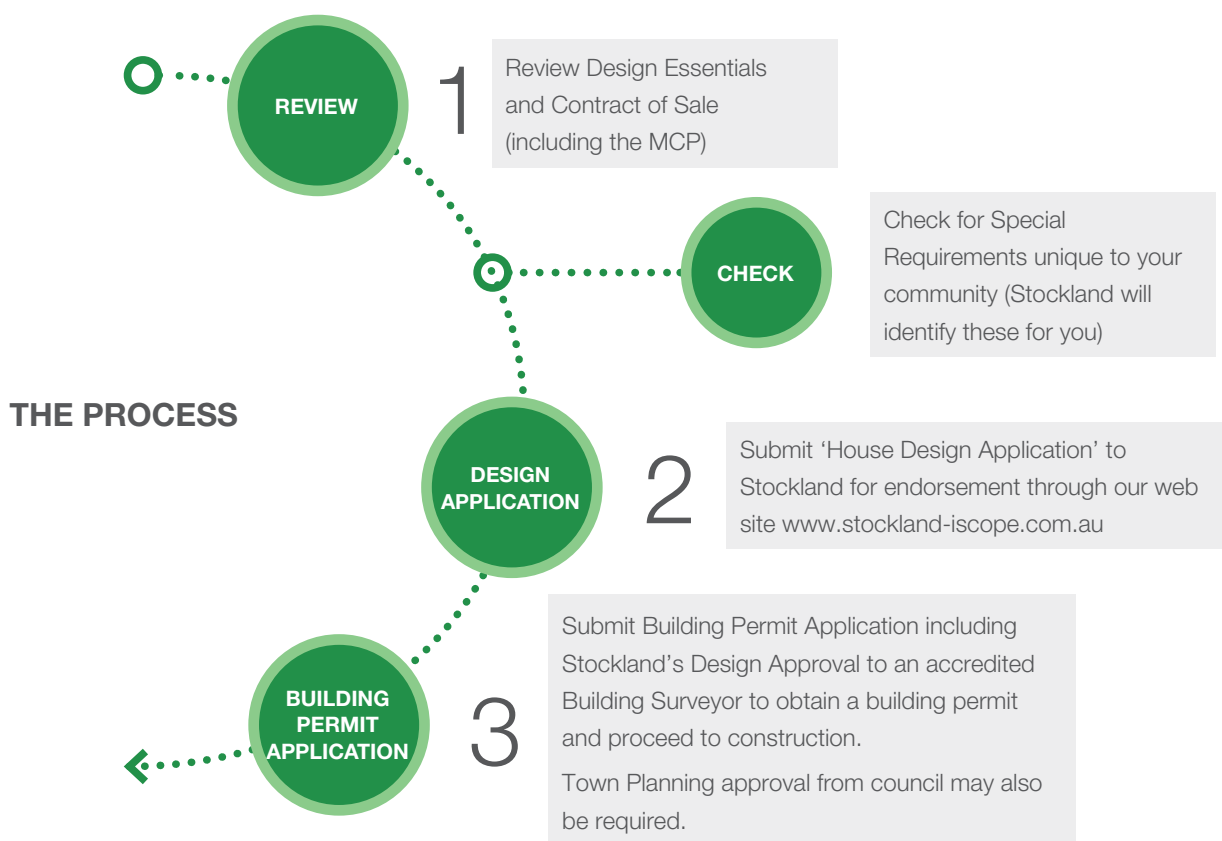 REVIEW
1
Review Design Essentials
and Contract of Sale
(including the MCP)
CHECK
Check for Special
Requirements unique to your
community (Stockland will
identify these for you)
THE PROCESS
DESIGN
APPLICATION
2
Submit ‘House Design Application’ to
Stockland for endorsement through our web
site www.stockland-iscope.com.au
BUILDING
PERMIT
APPLICATION
3
Submit Building Permit Application including
Stockland’s Design Approval to an accredited
Building Surveyor to obtain a building permit
and proceed to construction.
Town Planning approval from council may also
be required.